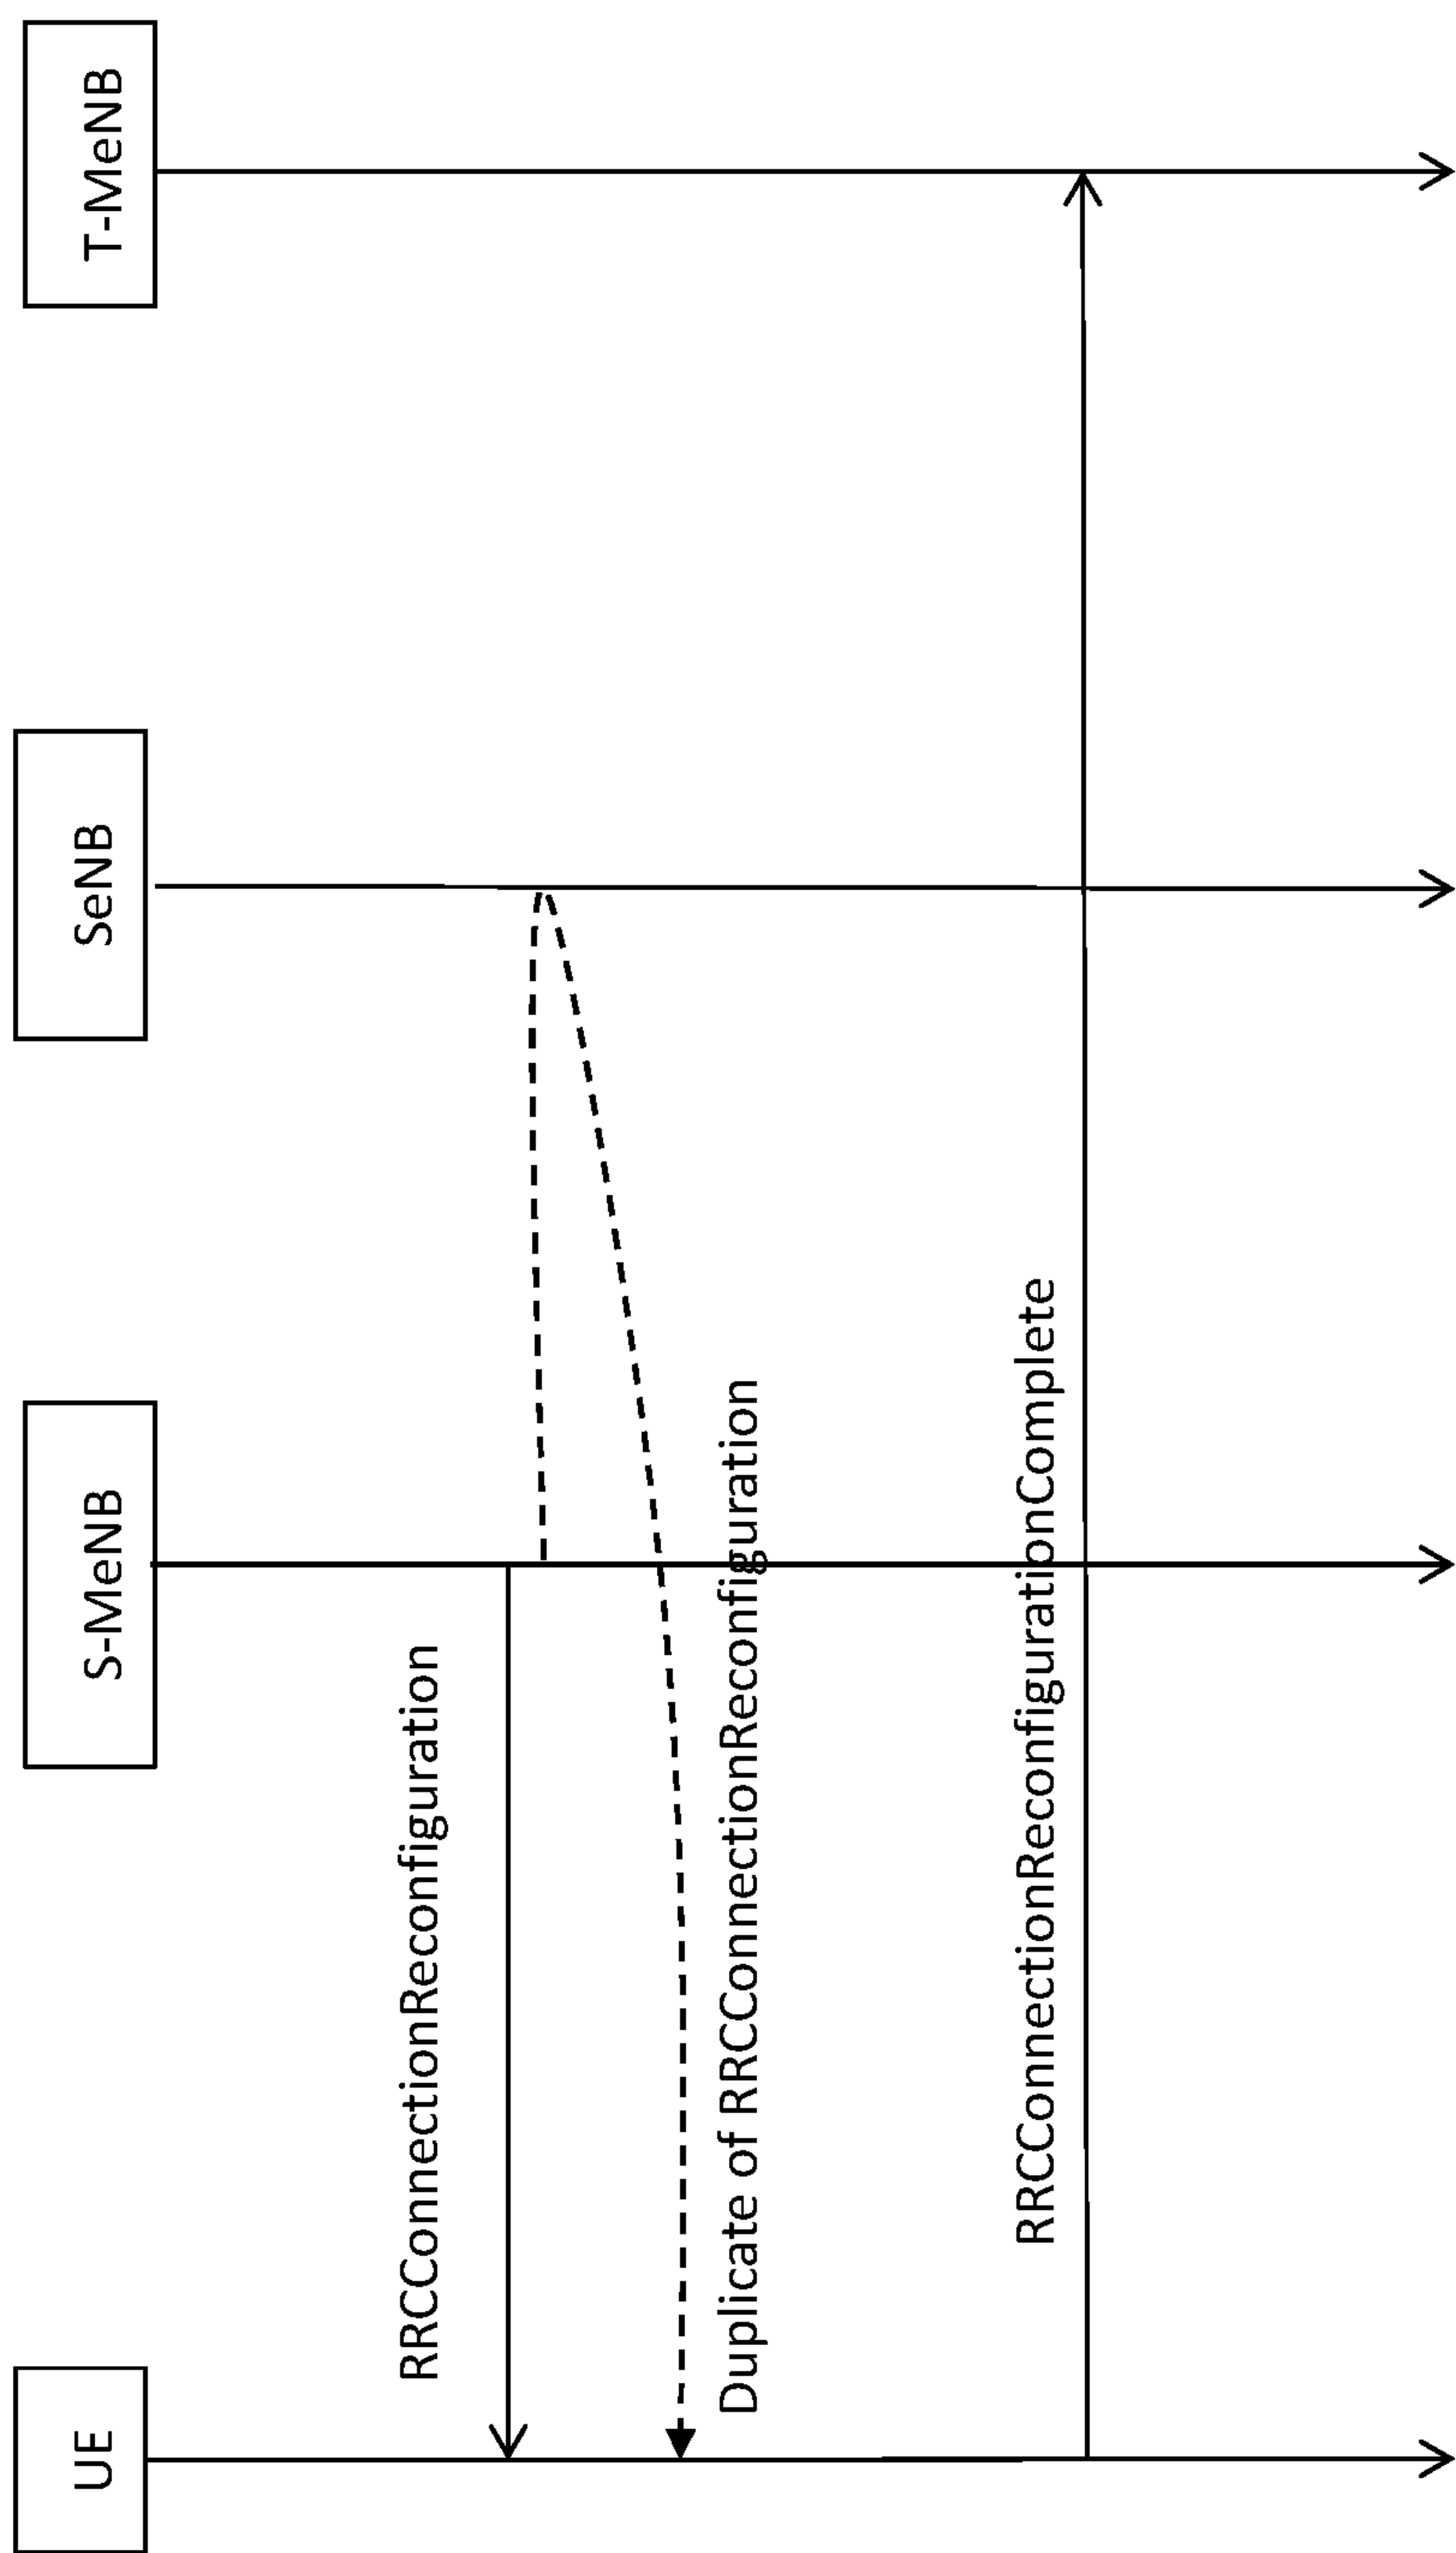 UE
S-MeNB
SeNB
T-MeNB
RRCConnectionReconfiguration
Duplicate of RRCConnectionReconfiguration
RRCConnectionReconfigurationComplete